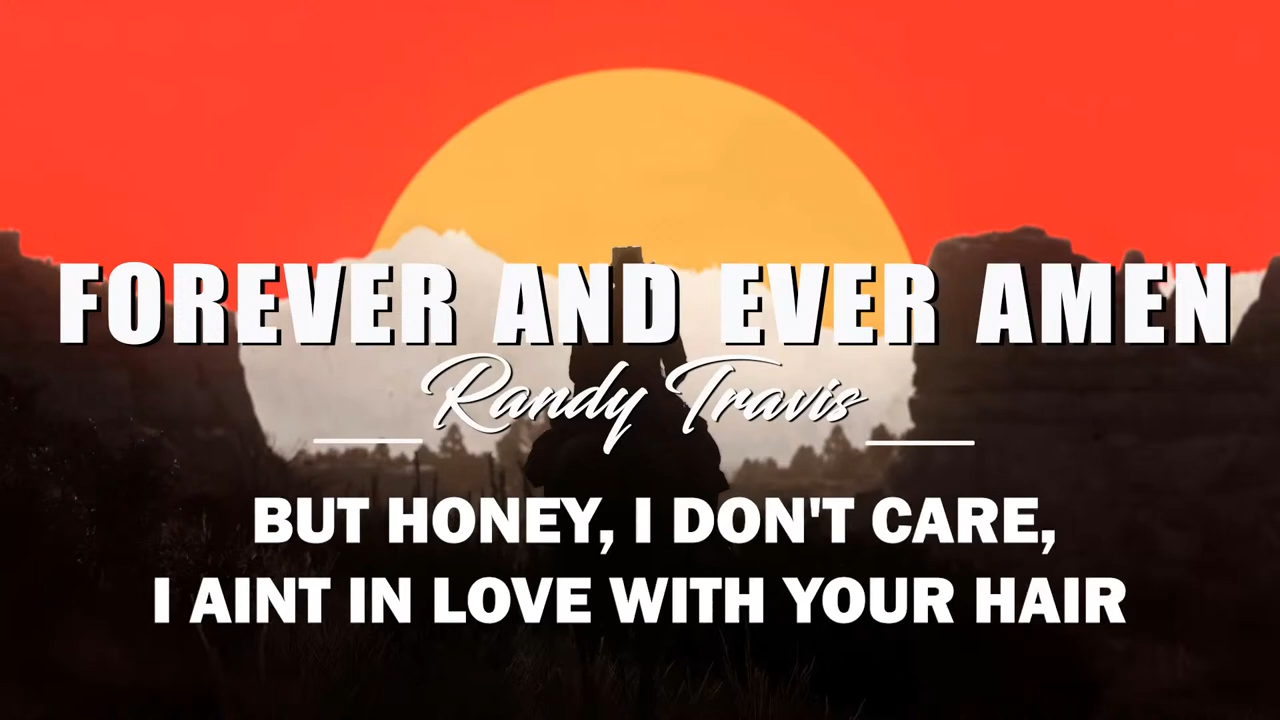 FOREVER AND EVER AMEN
Randy Travis
BUT HONEY, I DON'T CARE,
I AINT IN LOVE WITH YOUR HAIR